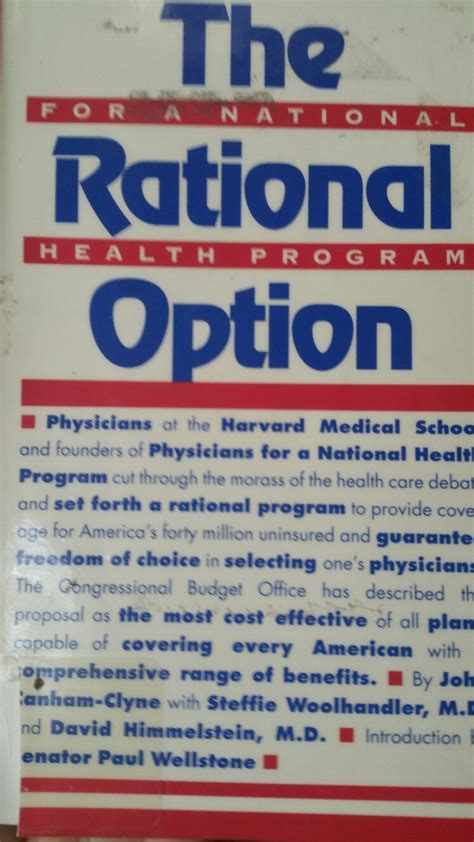 The
FOR A NATIONAL
Rational
HEALTH PROGRAM
Option
■ Physicians at the Harvard Medical Schoo
and founders of Physicians for a National Healt
Program cut through the morass of the health care debat
and set forth a rational program to provide cove
age for America's forty million uninsured and guarante
freedom of choice in selecting one's physicians
The Congressional Budget Office has described th
proposal as the most cost effective of all plan
capable of covering every American with
omprehensive range of benefits. ■ By Joh
Canham-Clyne with Steffie Woolhandler, M.D
nd David Himmelstein, M.D. ■ Introduction b
enator Paul Wellstone ■